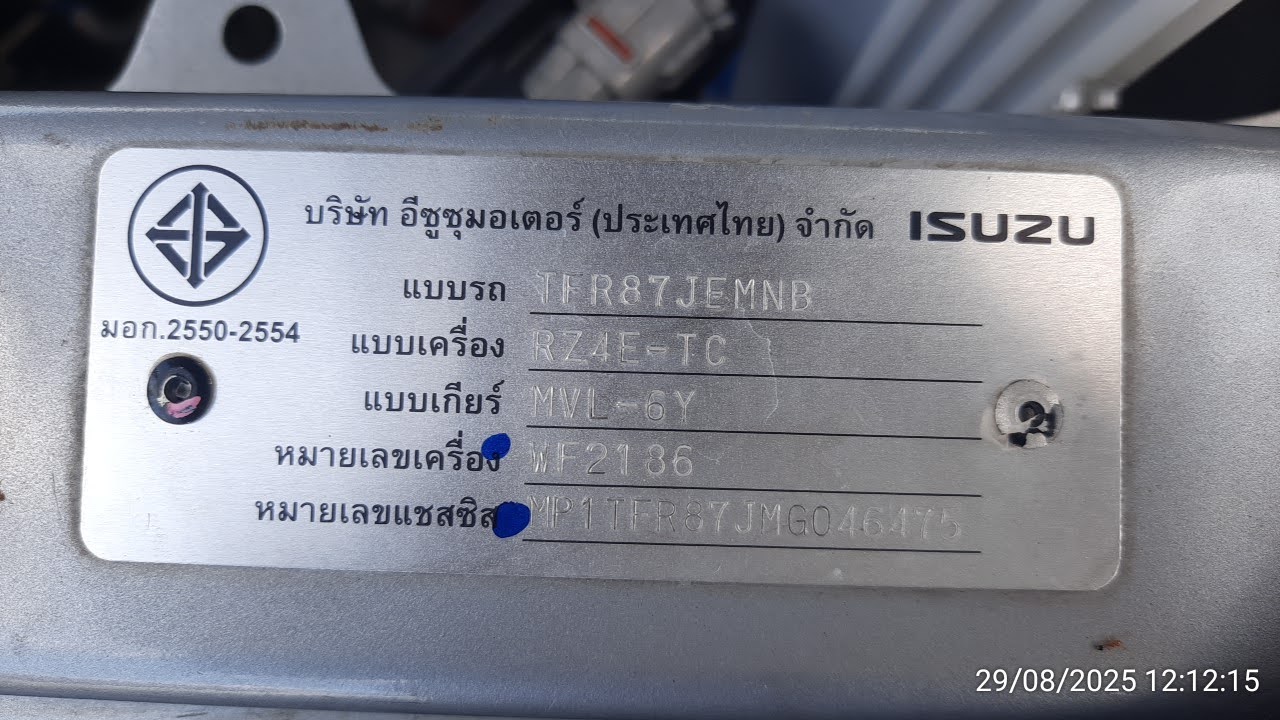 บริษัท อีซูซุมอเตอร์ (ประเทศไทย) จำกัด ISUZU
มอก.2550-2554
แบบรถ TFR87JEMNB
แบบเครื่อง RZ4E-TC
แบบเกียร์ MVL-6Y
หมายเลขเครื่อง WF2186
หมายเลขแชสซิส MP1TFR87JMG046475
29/08/2025 12:12:15